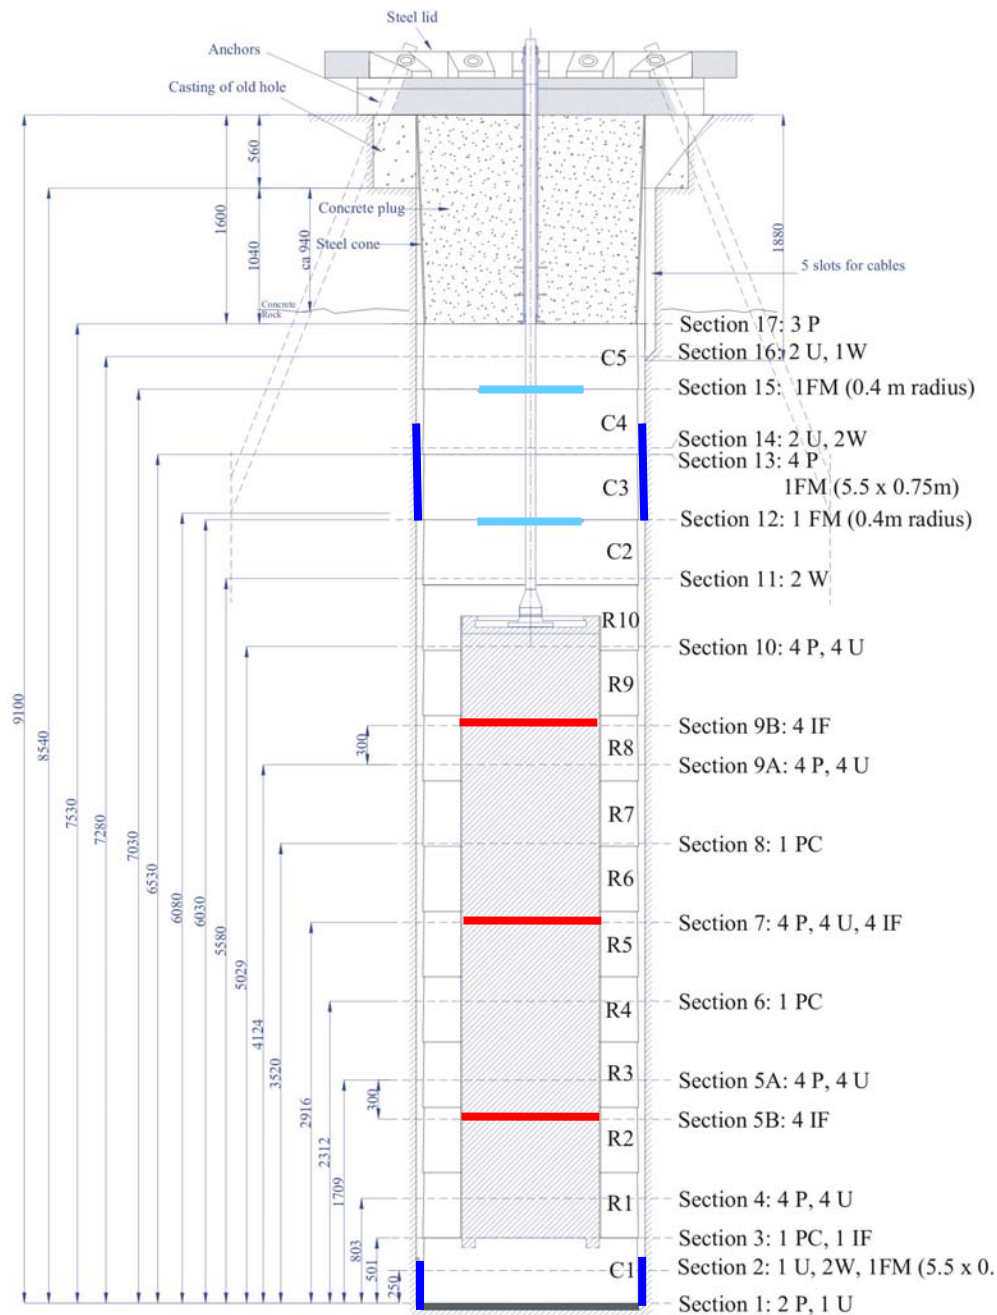 Steel lid
Anchors
Casting of old hole
560
1600
1040
ca 940
1880
Concrete plug
Steel cone
5 slots for cables
Concrete
Rock
Section 17: 3 P
C5
Section 16: 2 U, 1W
Section 15: 1FM (0.4 m radius)
C4
Section 14: 2 U, 2W
Section 13: 4 P
C3
1FM (5.5 x 0.75m)
Section 12: 1 FM (0.4m radius)
C2
Section 11: 2 W
R10
Section 10: 4 P, 4 U
R9
Section 9B: 4 IF
300
R8
Section 9A: 4 P, 4 U
R7
Section 8: 1 PC
R6
Section 7: 4 P, 4 U, 4 IF
R5
Section 6: 1 PC
R4
R3
Section 5A: 4 P, 4 U
300
Section 5B: 4 IF
R2
Section 4: 4 P, 4 U
R1
Section 3: 1 PC, 1 IF
C1
Section 2: 1 U, 2W, 1FM (5.5 x 0.
Section 1: 2 P, 1 U
9100
8540
7530
7280
7030
6530
6080
6030
5580
5029
4124
3520
2916
2312
1709
803
501
250